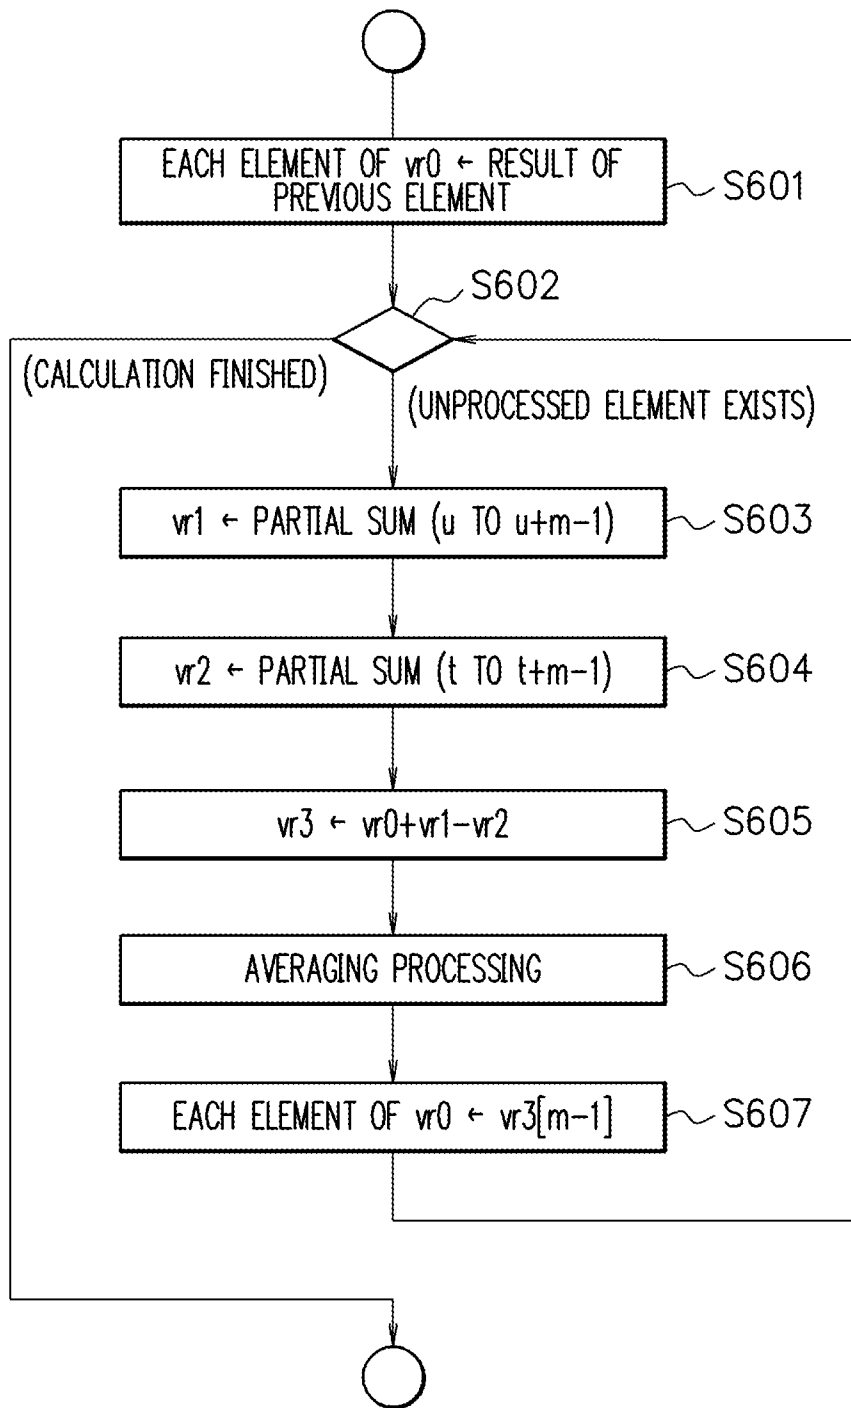 EACH ELEMENT OF vr0 ← RESULT OF
PREVIOUS ELEMENT
S601
S602
(CALCULATION FINISHED)
(UNPROCESSED ELEMENT EXISTS)
vr1 ← PARTIAL SUM (u TO u+m-1)
S603
vr2 ← PARTIAL SUM (t TO t+m-1)
S604
vr3 ← vr0+vr1-vr2
S605
AVERAGING PROCESSING
S606
EACH ELEMENT OF vr0 ← vr3[m-1]
S607